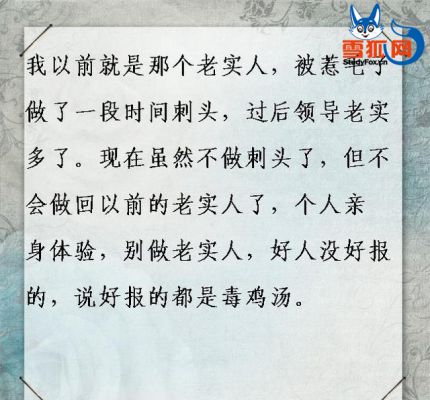 雪狐网
StudyFox.cn
我以前就是那个老实人，被惹毛了
做了一段时间刺头，过后领导老实
多了。现在虽然不做刺头了，但不
会做回以前的老实人了，个人亲
身体验，别做老实人，好人没好报
的，说好报的都是毒鸡汤。